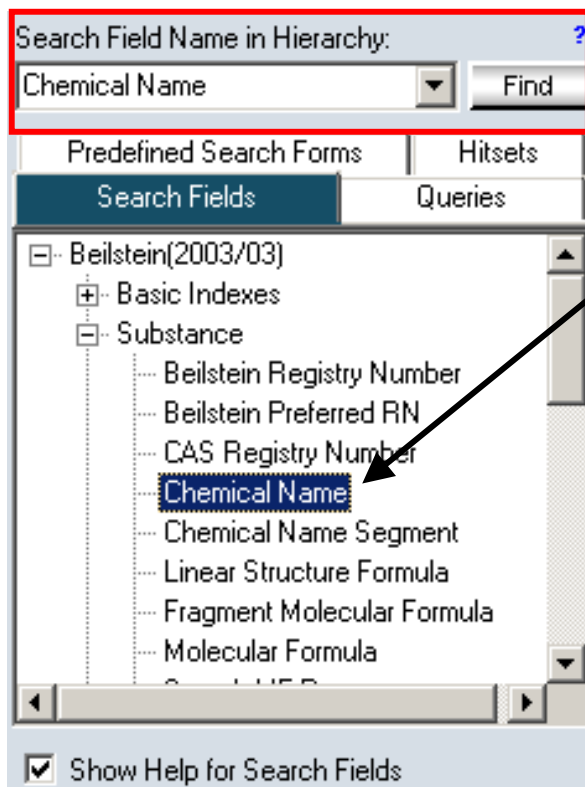 Search Field Name in Hierarchy: ?
Chemical Name Find
Predefined Search Forms Hitsets
Search Fields Queries
Beilstein(2003/03)
Basic Indexes
Substance
Beilstein Registry Number
Beilstein Preferred RN
CAS Registry Number
Chemical Name
Chemical Name Segment
Linear Structure Formula
Fragment Molecular Formula
Molecular Formula
Show Help for Search Fields